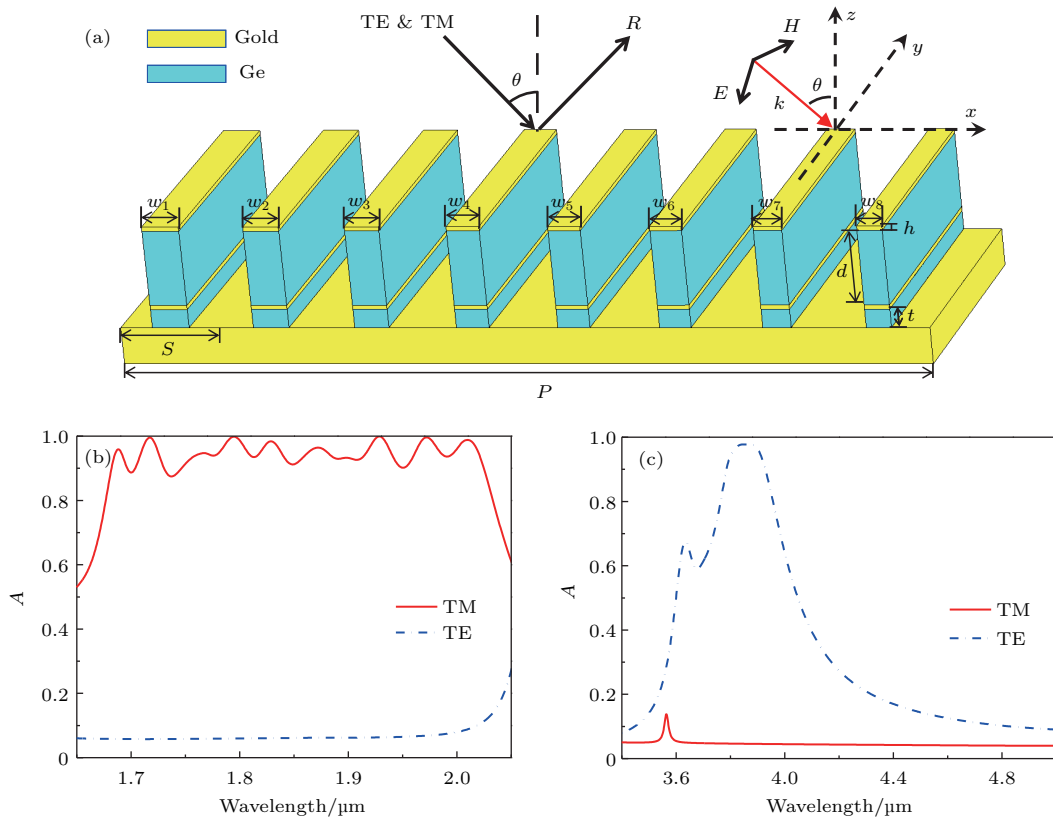 (a)
Gold
Ge
TE & TM
R
θ
H
E
k
θ
z
y
x
w1
w2
w3
w4
w5
w6
w7
w8
h
d
t
S
P
(b)
1.0
0.8
0.6
0.4
0.2
0
A
TM
TE
1.7
1.8
1.9
2.0
Wavelength/µm
(c)
1.0
0.8
0.6
0.4
0.2
0
A
TM
TE
3.6
4.0
4.4
4.8
Wavelength/µm